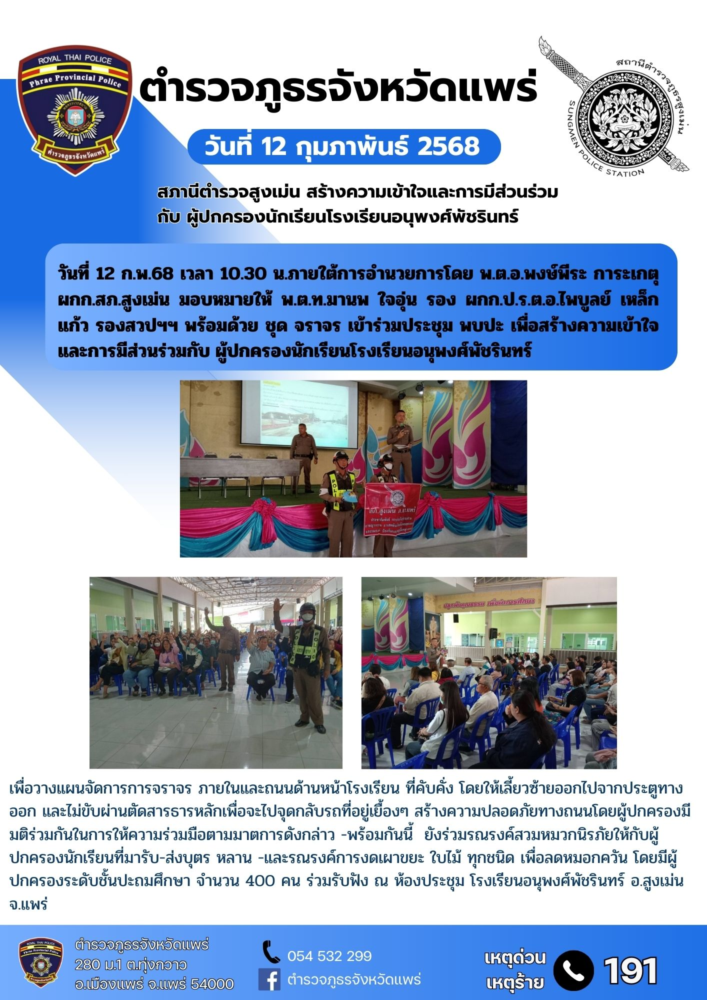 ROYAL THAI POLICE
Phrae Provincial Police
ตำรวจภูธรจังหวัดแพร่
ตำรวจภูธรจังหวัดแพร่
สถานีตำรวจภูธรสูงเม่น
SUNGMEN POLICE STATION
วันที่ 12 กุมภาพันธ์ 2568
สภานีตำรวจสูงเม่น สร้างความเข้าใจและการมีส่วนร่วม
กับ ผู้ปกครองนักเรียนโรงเรียนอนุพงศ์พัชรินทร์
วันที่ 12 ก.พ.68 เวลา 10.30 น.ภายใต้การอำนวยการโดย พ.ต.อ.พงษ์พีระ การะเกตุ
ผกก.สภ.สูงเม่น มอบหมายให้ พ.ต.ท.มานพ ใจอุ่น รอง ผกก.ป.ร.ต.อ.ไพบูลย์ เหล็ก
แก้ว รองสวปฯฯ พร้อมด้วย ชุด จราจร เข้าร่วมประชุม พบปะ เพื่อสร้างความเข้าใจ
และการมีส่วนร่วมกับ ผู้ปกครองนักเรียนโรงเรียนอนุพงศ์พัชรินทร์
POLICE
สภ.สูงเม่น ภ.จว.แพร่
POLICE
ปลูกฝังคุณธรรม เพื่อนำการศึกษา
เพื่อวางแผนจัดการการจราจร ภายในและถนนด้านหน้าโรงเรียน ที่คับคั่ง โดยให้เลี้ยวซ้ายออกไปจากประตูทาง
ออก และไม่ขับผ่านตัดสารธารหลักเพื่อจะไปจุดกลับรถที่อยู่เยื้องๆ สร้างความปลอดภัยทางถนนโดยผู้ปกครองมี
มติร่วมกันในการให้ความร่วมมือตามมาตการดังกล่าว -พร้อมกันนี้ ยังร่วมรณรงค์สวมหมวกนิรภัยให้กับผู้
ปกครองนักเรียนที่มารับ-ส่งบุตร หลาน -และรณรงค์การงดเผาขยะ ใบไม้ ทุกชนิด เพื่อลดหมอกควัน โดยมีผู้
ปกครองระดับชั้นปะถมศึกษา จำนวน 400 คน ร่วมรับฟัง ณ ห้องประชุม โรงเรียนอนุพงศ์พัชรินทร์ อ.สูงเม่น
จ.แพร่
ROYAL THAI POLICE
Phrae Provincial Police
ตำรวจภูธรจังหวัดแพร่
ตำรวจภูธรจังหวัดแพร่
280 ม.1 ต.ทุ่งกวาว
อ.เมืองแพร่ จ.แพร่ 54000
054 532 299
ตำรวจภูธรจังหวัดแพร่
เหตุด่วน
เหตุร้าย
191